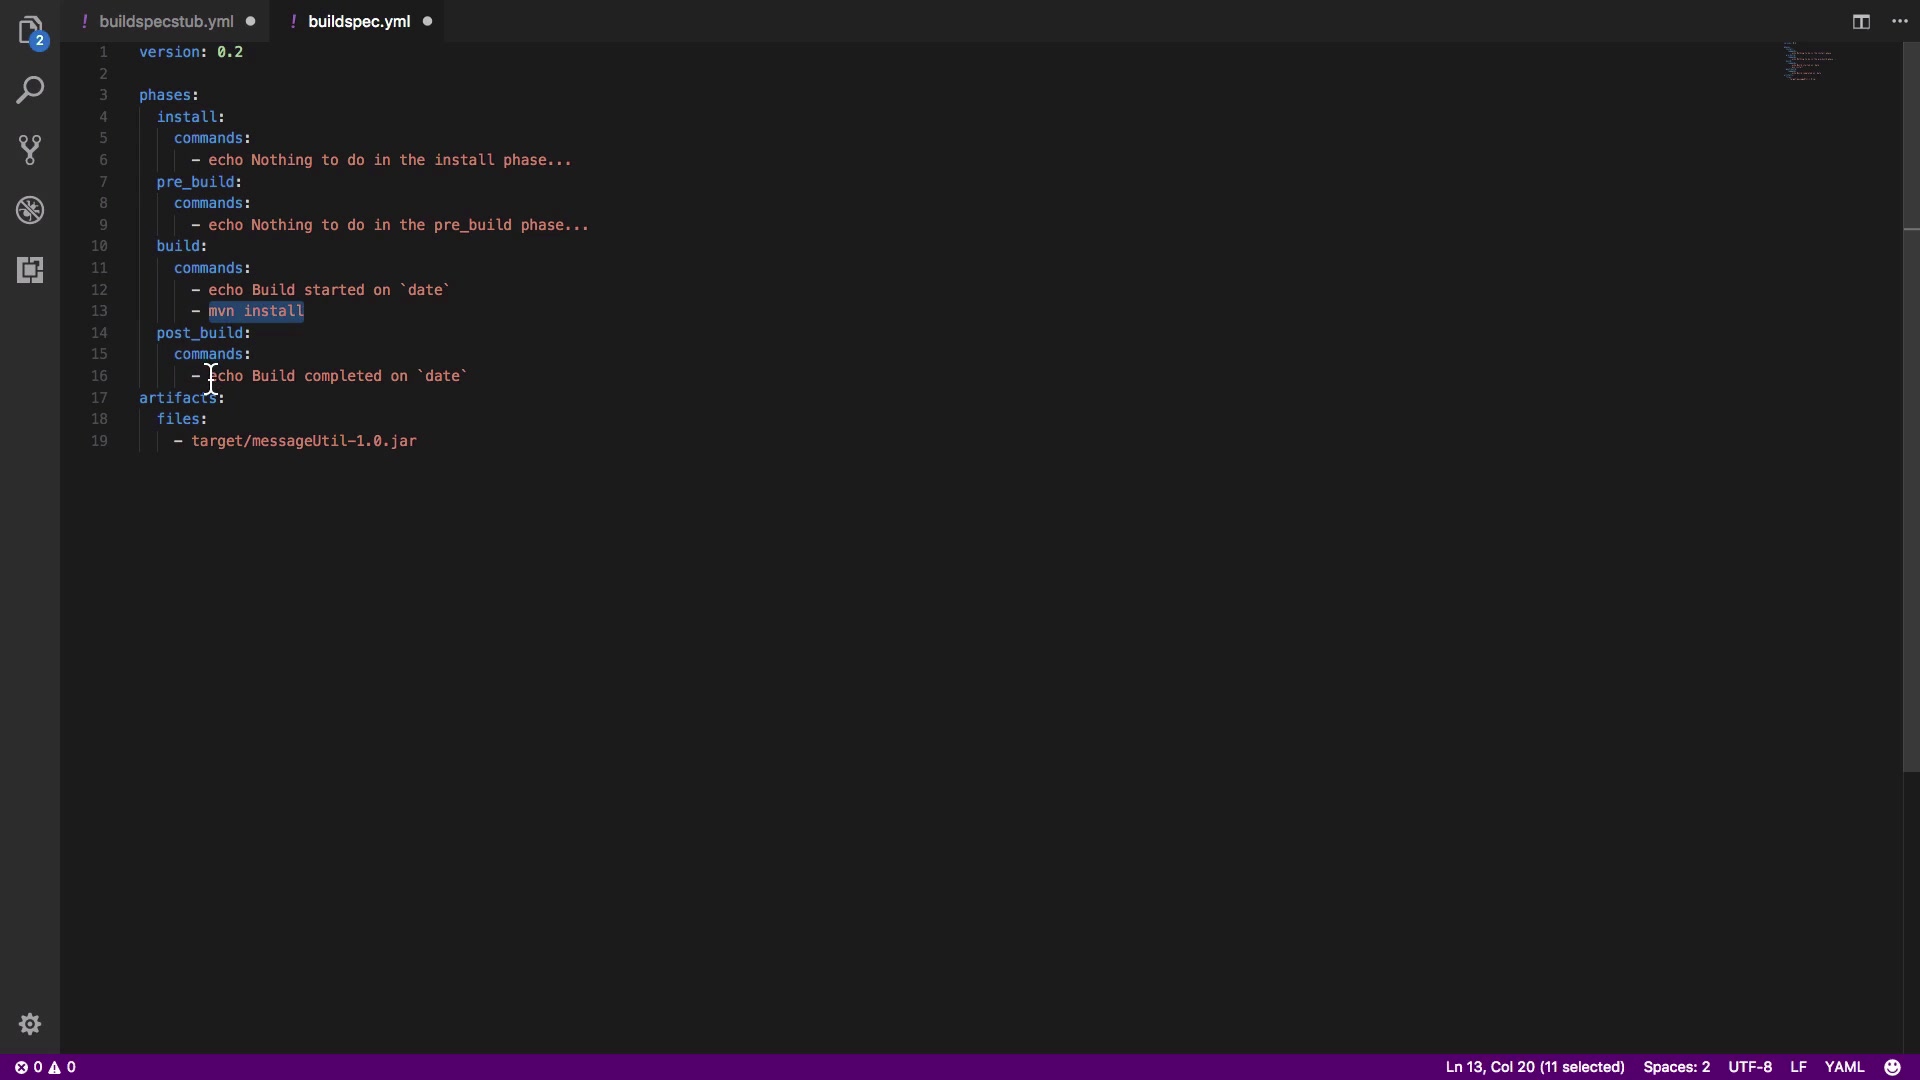 2
! buildspecstub.yml
! buildspec.yml
1 version: 0.2
2
3 phases:
4 install:
5 commands:
6 - echo Nothing to do in the install phase...
7 pre_build:
8 commands:
9 - echo Nothing to do in the pre_build phase...
10 build:
11 commands:
12 - echo Build started on `date`
13 - mvn install
14 post_build:
15 commands:
16 - echo Build completed on `date`
17 artifacts:
18 files:
19 - target/messageUtil-1.0.jar
0 0
Ln 13, Col 20 (11 selected) Spaces: 2 UTF-8 LF YAML